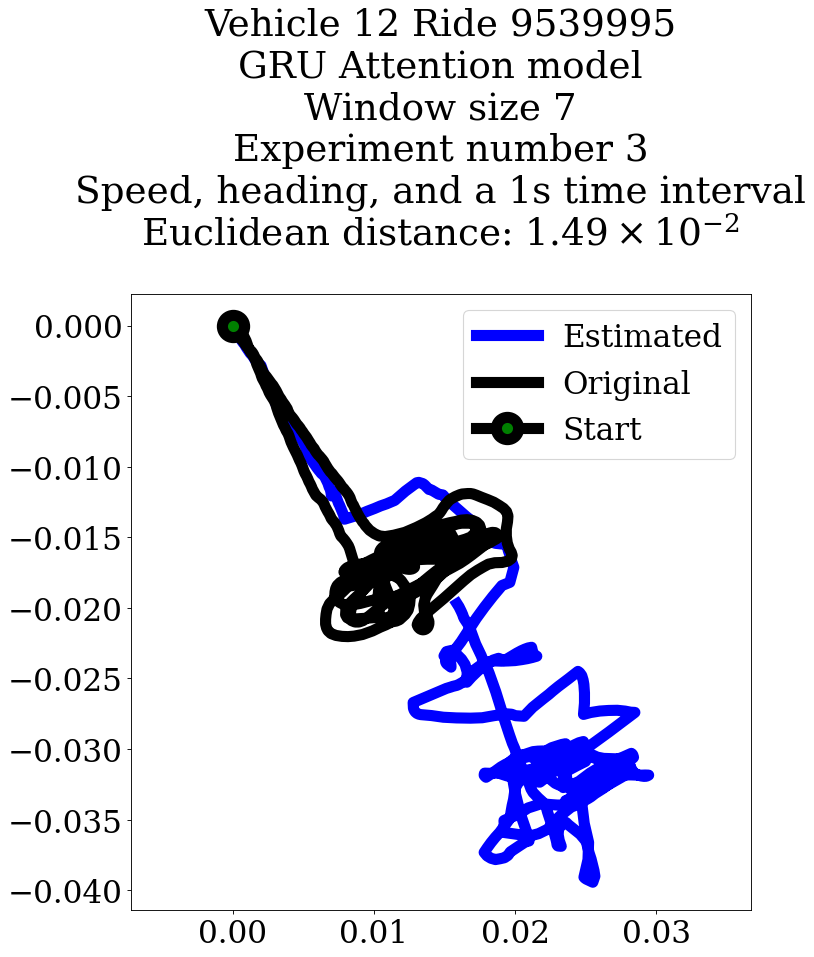 Vehicle 12 Ride 9539995
GRU Attention model
Window size 7
Experiment number 3
Speed, heading, and a 1s time interval
Euclidean distance: 1.49 × 10⁻²
Estimated
Original
Start
0.000
−0.005
−0.010
−0.015
−0.020
−0.025
−0.030
−0.035
−0.040
0.00 0.01 0.02 0.03